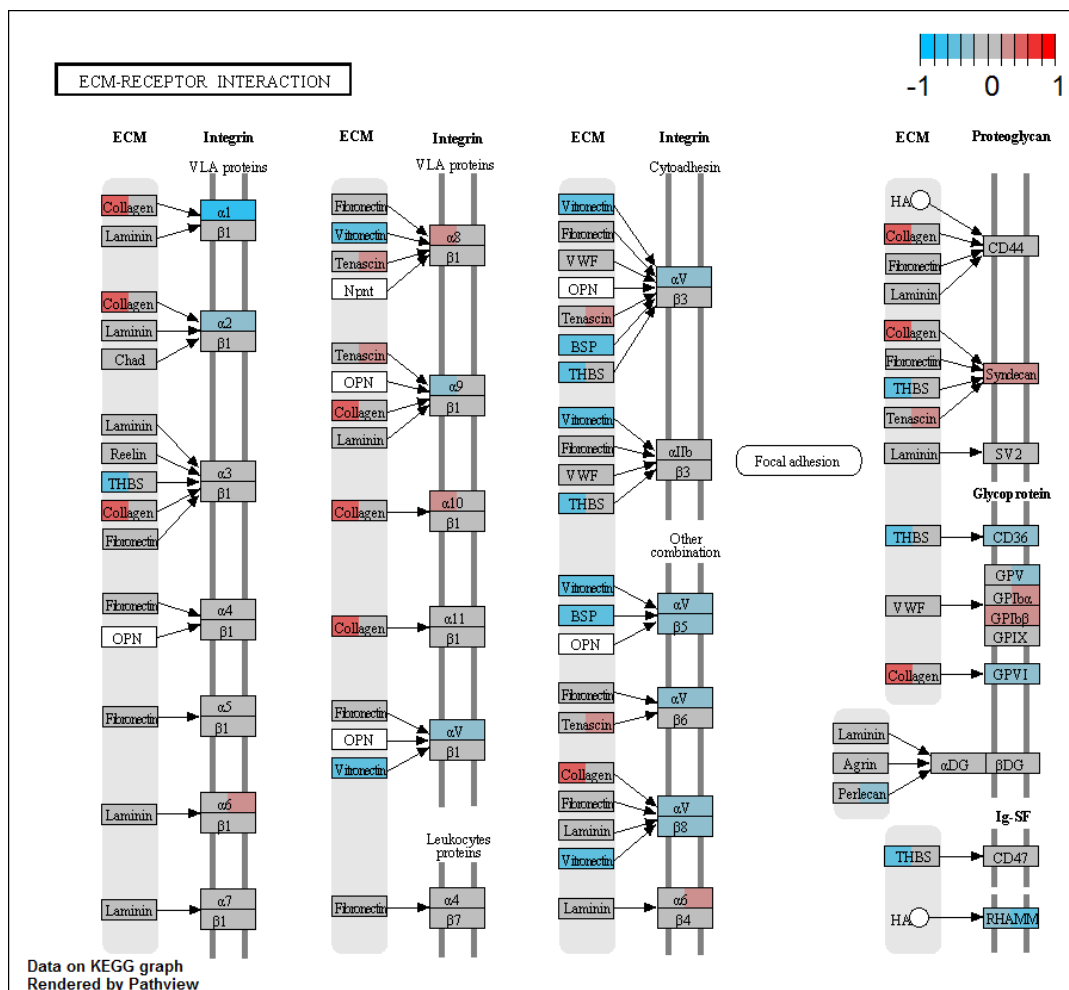 -1 0 1
ECM-RECEPTOR INTERACTION
ECM Integrin
VLA proteins
Collagen
Laminin
α1
β1
Collagen
Laminin
Chad
α2
β1
Laminin
Reelin
THBS
Collagen
Fibronectin
α3
β1
Fibronectin
OPN
α4
β1
Fibronectin
α5
β1
Laminin
α6
β1
Laminin
α7
β1
ECM Integrin
VLA proteins
Fibronectin
Vitronectin
Tenascin
Npnt
α8
β1
Tenascin
OPN
Collagen
Laminin
α9
β1
Collagen
α10
β1
Collagen
α11
β1
Fibronectin
OPN
Vitronectin
αV
β1
Leukocytes
proteins
Fibronectin
α4
β7
ECM Integrin
Cytoadhesin
Vitronectin
Fibronectin
VWF
OPN
Tenascin
BSP
THBS
αV
β3
Vitronectin
Fibronectin
VWF
THBS
αIIb
β3
Other
combination
Vitronectin
BSP
OPN
αV
β5
Fibronectin
Tenascin
αV
β6
Collagen
Fibronectin
Laminin
Vitronectin
αV
β8
Laminin
α6
β4
Focal adhesion
ECM Proteoglycan
HA
Collagen
Fibronectin
Laminin
CD44
Collagen
Fibronectin
THBS
Tenascin
Syndecan
Laminin
SV2
Glycoprotein
THBS
CD36
VWF
GPV
GPIbα
GPIbβ
GPIX
Collagen
GPVI
Laminin
Agrin
Perlecan
αDG βDG
Ig-SF
THBS
CD47
HA
RHAMM
Data on KEGG graph
Rendered by Pathview